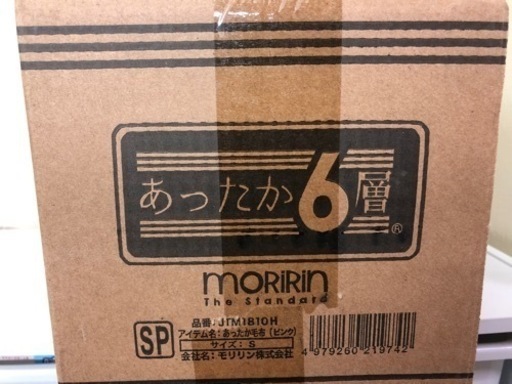 あったか6層®
MORIRIN
The Standard
品番:JTM1810H
SP
アイテム名:あったか毛布(ピンク)
サイズ:S
会社名:モリリン株式会社
4 979260 219742